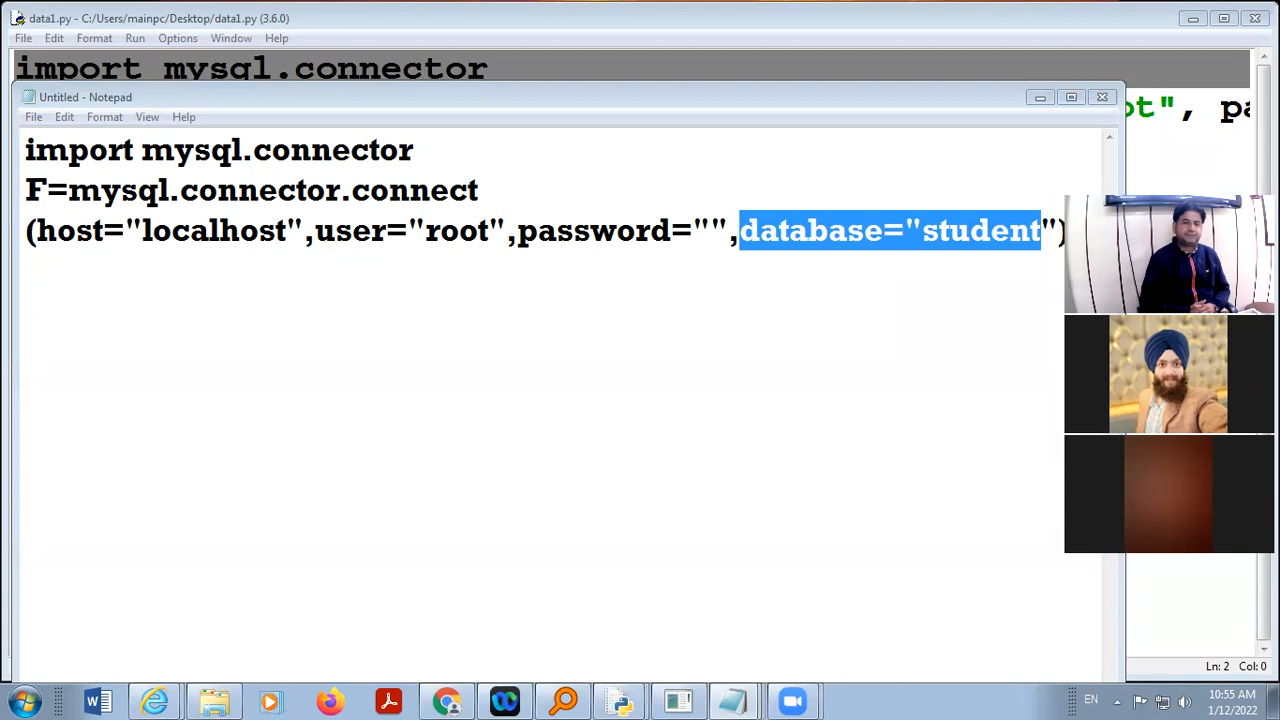 data1.py - C:/Users/mainpc/Desktop/data1.py (3.6.0)
File Edit Format Run Options Window Help
import mysql.connector
ot", pa
Untitled - Notepad
File Edit Format View Help
import mysql.connector
F=mysql.connector.connect
(host="localhost",user="root",password="",database="student")
Ln: 2 Col: 0
EN
10:55 AM
1/12/2022